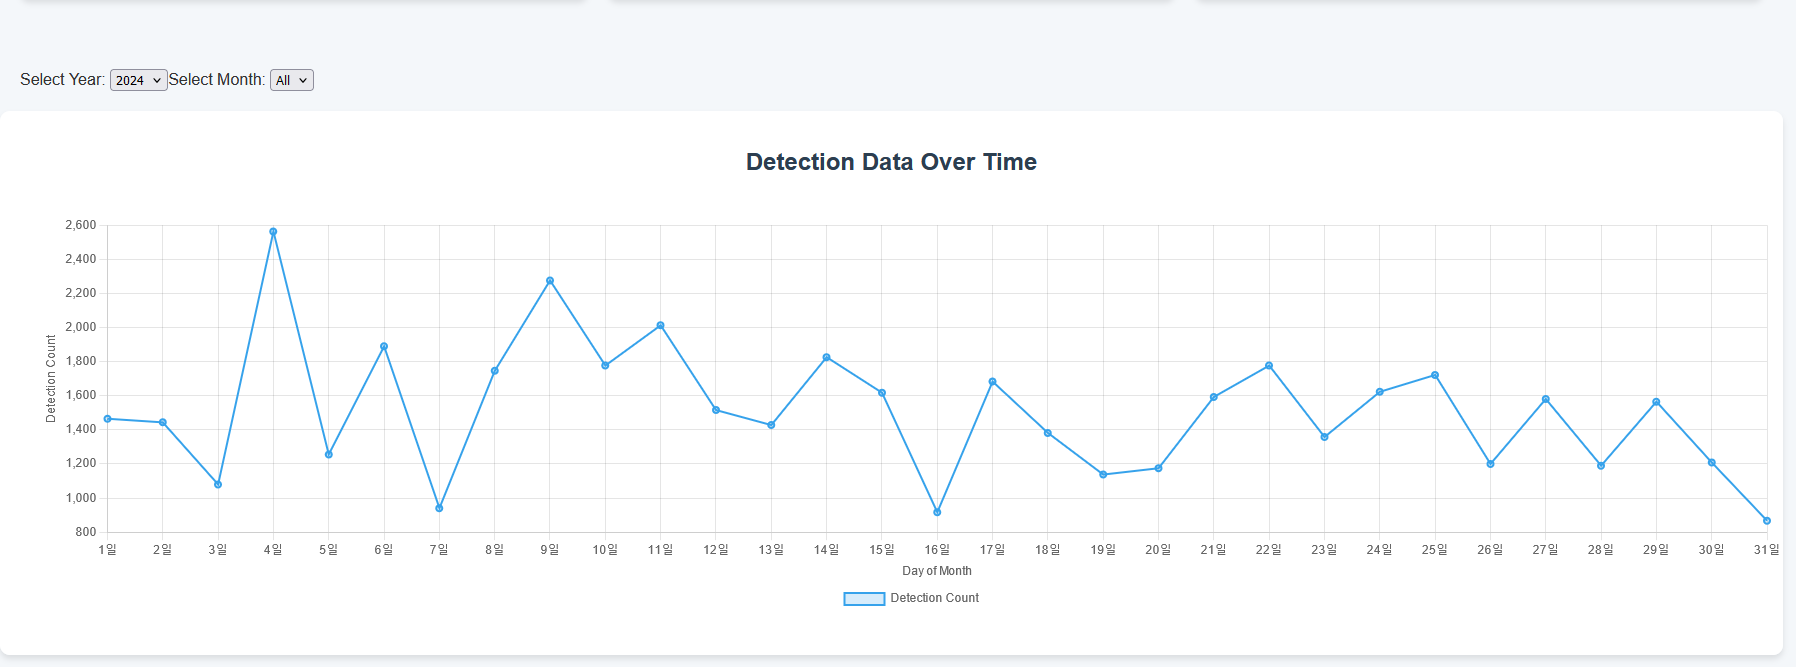 Select Year: 2024 Select Month: All
Detection Data Over Time
2,600
2,400
2,200
2,000
1,800
1,600
1,400
1,200
1,000
800
Detection Count
1일 2일 3일 4일 5일 6일 7일 8일 9일 10일 11일 12일 13일 14일 15일 16일 17일 18일 19일 20일 21일 22일 23일 24일 25일 26일 27일 28일 29일 30일 31일
Day of Month
Detection Count